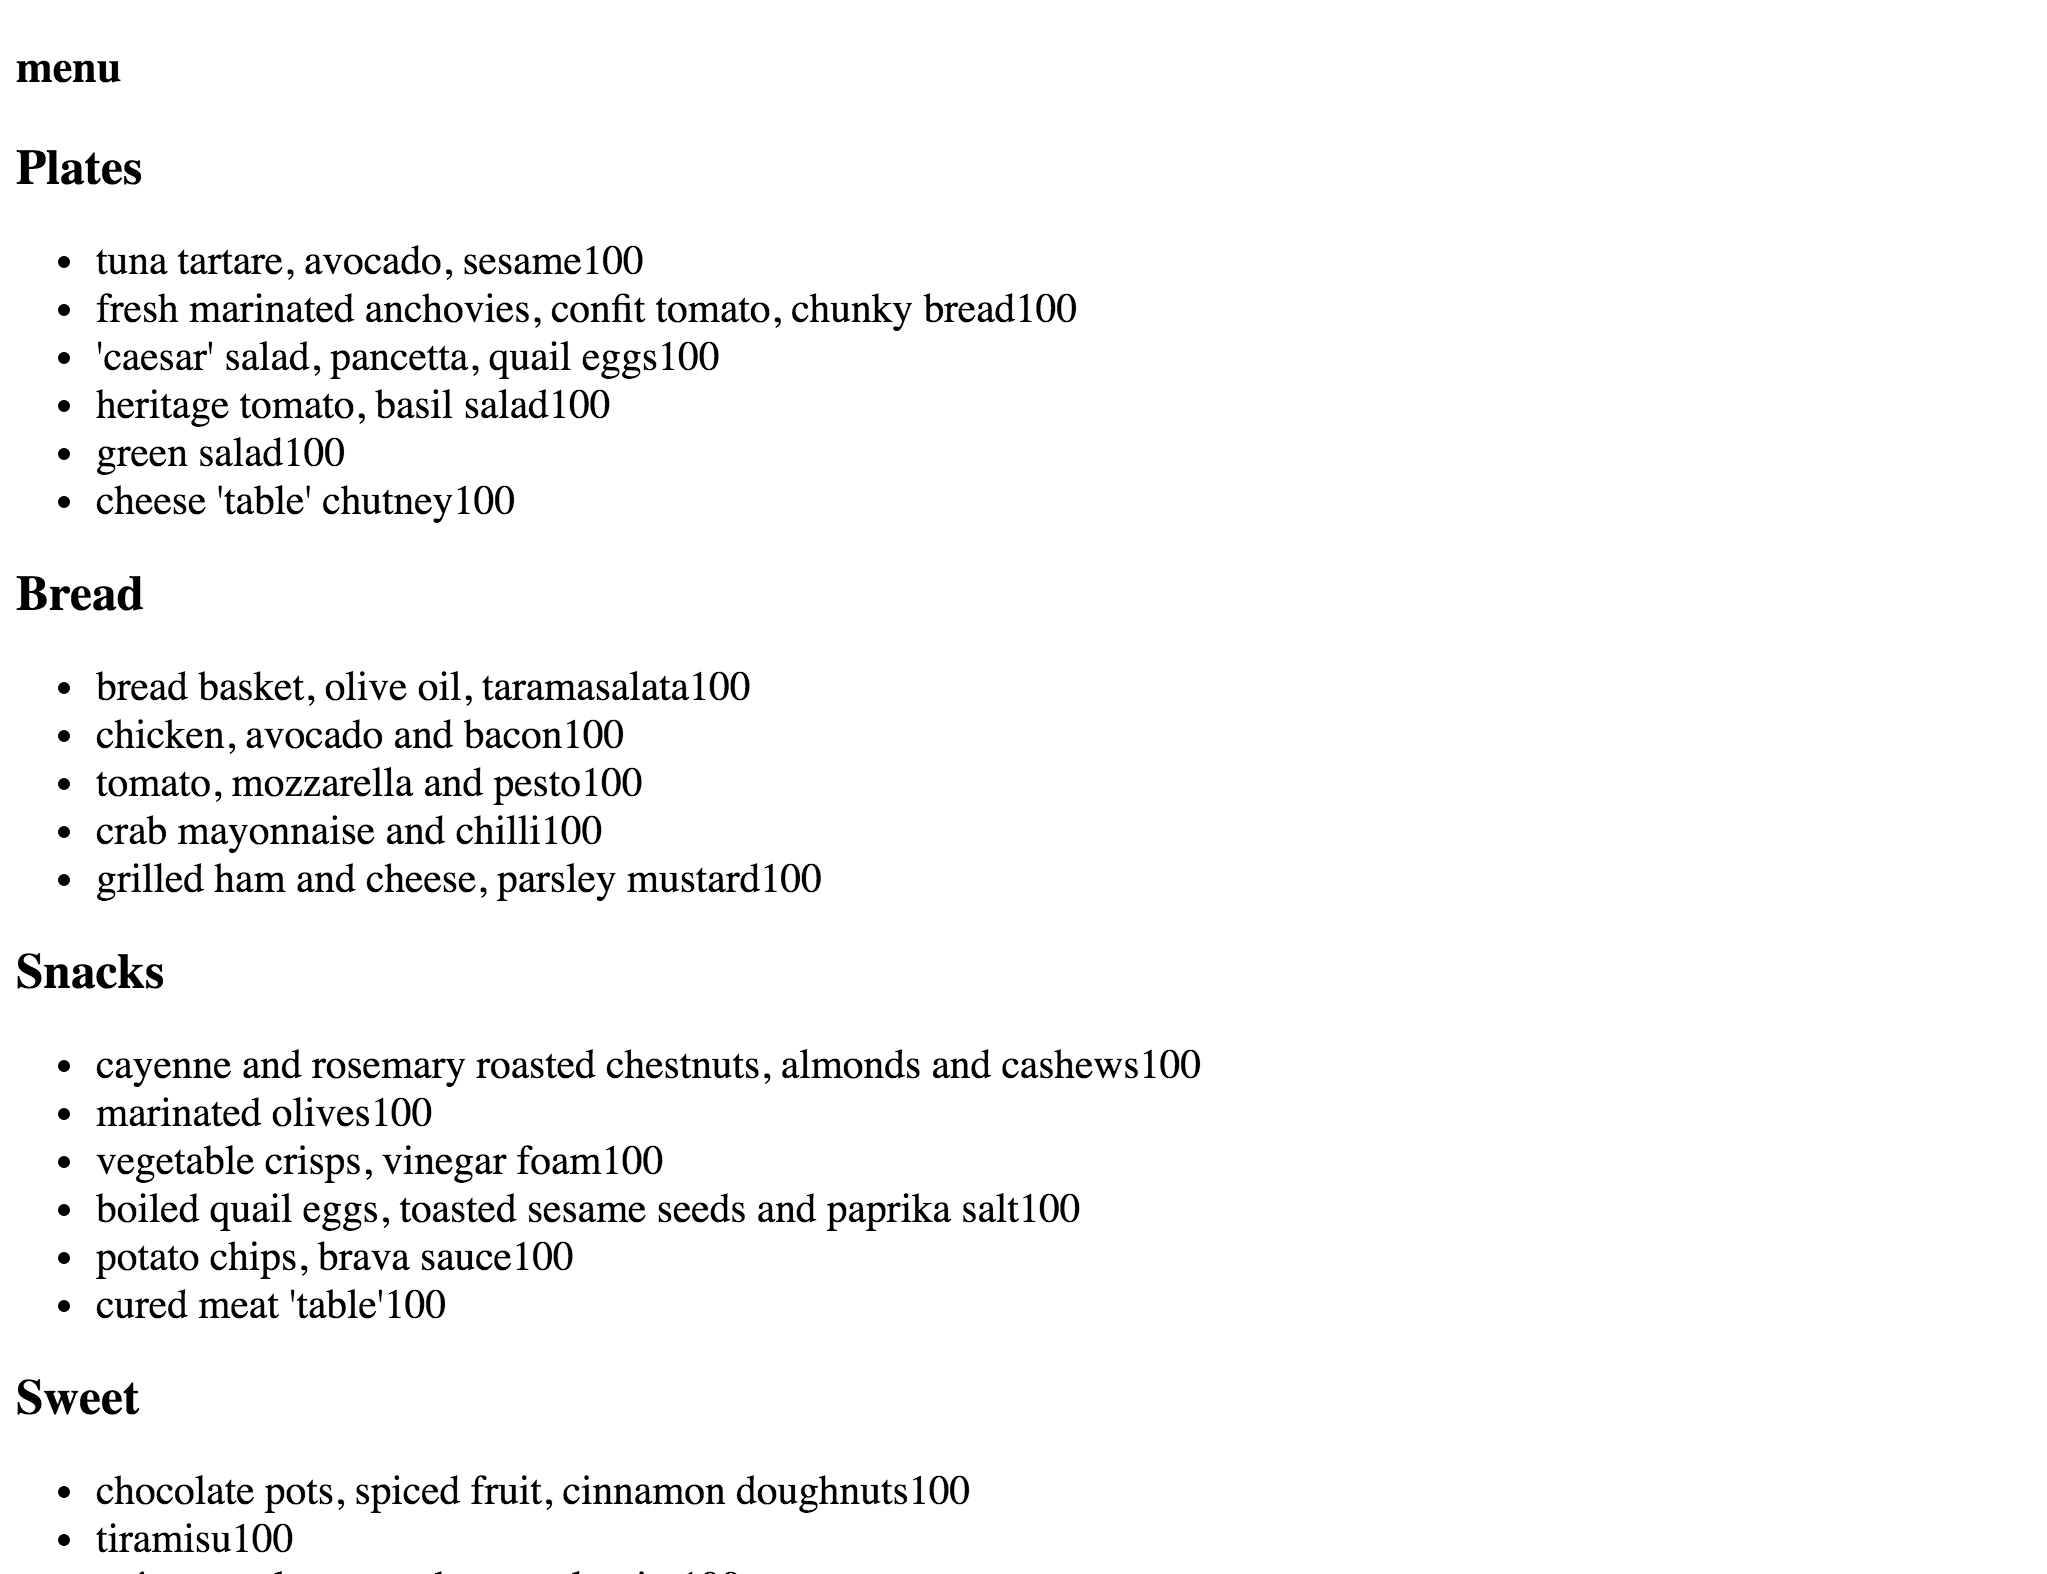 menu
Plates
tuna tartare, avocado, sesame100
fresh marinated anchovies, confit tomato, chunky bread100
'caesar' salad, pancetta, quail eggs100
heritage tomato, basil salad100
green salad100
cheese 'table' chutney100
Bread
bread basket, olive oil, taramasalata100
chicken, avocado and bacon100
tomato, mozzarella and pesto100
crab mayonnaise and chilli100
grilled ham and cheese, parsley mustard100
Snacks
cayenne and rosemary roasted chestnuts, almonds and cashews100
marinated olives100
vegetable crisps, vinegar foam100
boiled quail eggs, toasted sesame seeds and paprika salt100
potato chips, brava sauce100
cured meat 'table'100
Sweet
chocolate pots, spiced fruit, cinnamon doughnuts100
tiramisu100